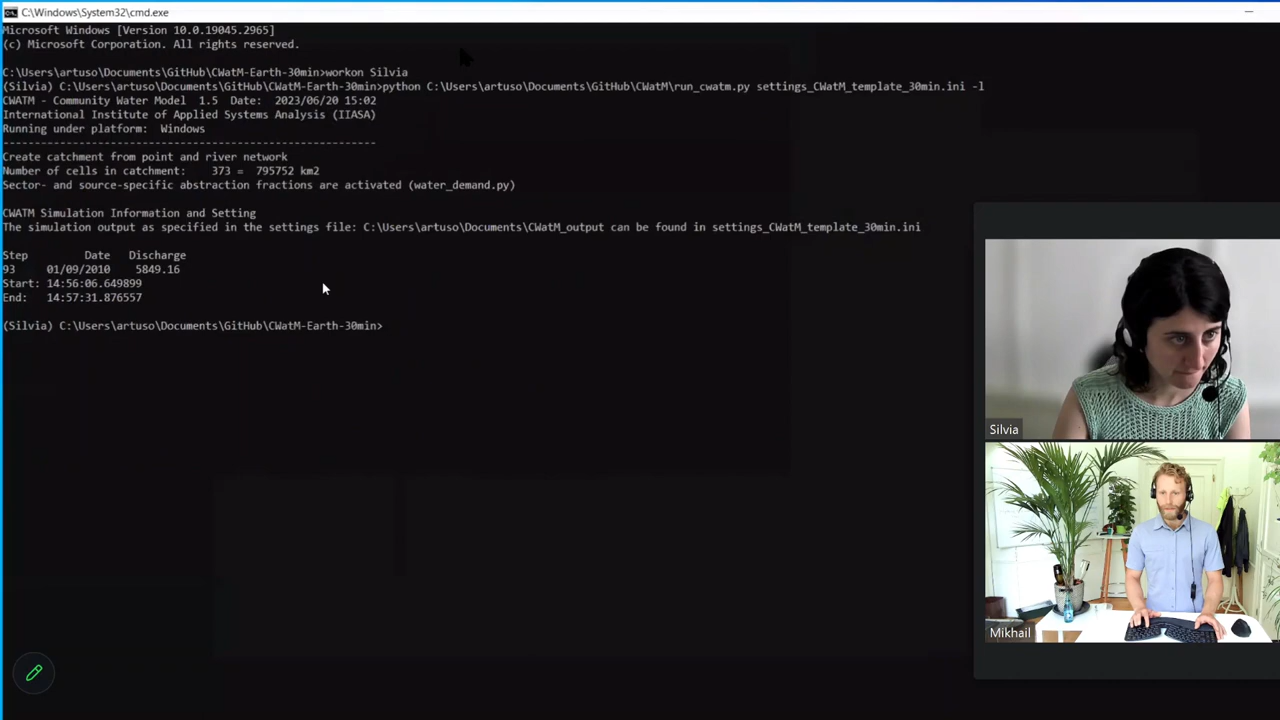 C:\Windows\System32\cmd.exe
Microsoft Windows [Version 10.0.19045.2965]
(c) Microsoft Corporation. All rights reserved.
C:\Users\artuso\Documents\GitHub\CWatM-Earth-30min>workon Silvia
(Silvia) C:\Users\artuso\Documents\GitHub\CWatM-Earth-30min>python C:\Users\artuso\Documents\GitHub\CWatM\run_cwatm.py settings_CWatM_template_30min.ini -l
CWATM - Community Water Model  1.5  Date:  2023/06/20 15:02
International Institute of Applied Systems Analysis (IIASA)
Running under platform:  Windows
-----------------------------------------------------------
Create catchment from point and river network
Number of cells in catchment:    373 =  795752 km2
Sector- and source-specific abstraction fractions are activated (water_demand.py)
CWATM Simulation Information and Setting
The simulation output as specified in the settings file: C:\Users\artuso\Documents\CWatM_output can be found in settings_CWatM_template_30min.ini
Step          Date   Discharge
93    01/09/2010    5849.16
Start: 14:56:06.649899
End:   14:57:31.876557
(Silvia) C:\Users\artuso\Documents\GitHub\CWatM-Earth-30min>
Silvia
Mikhail